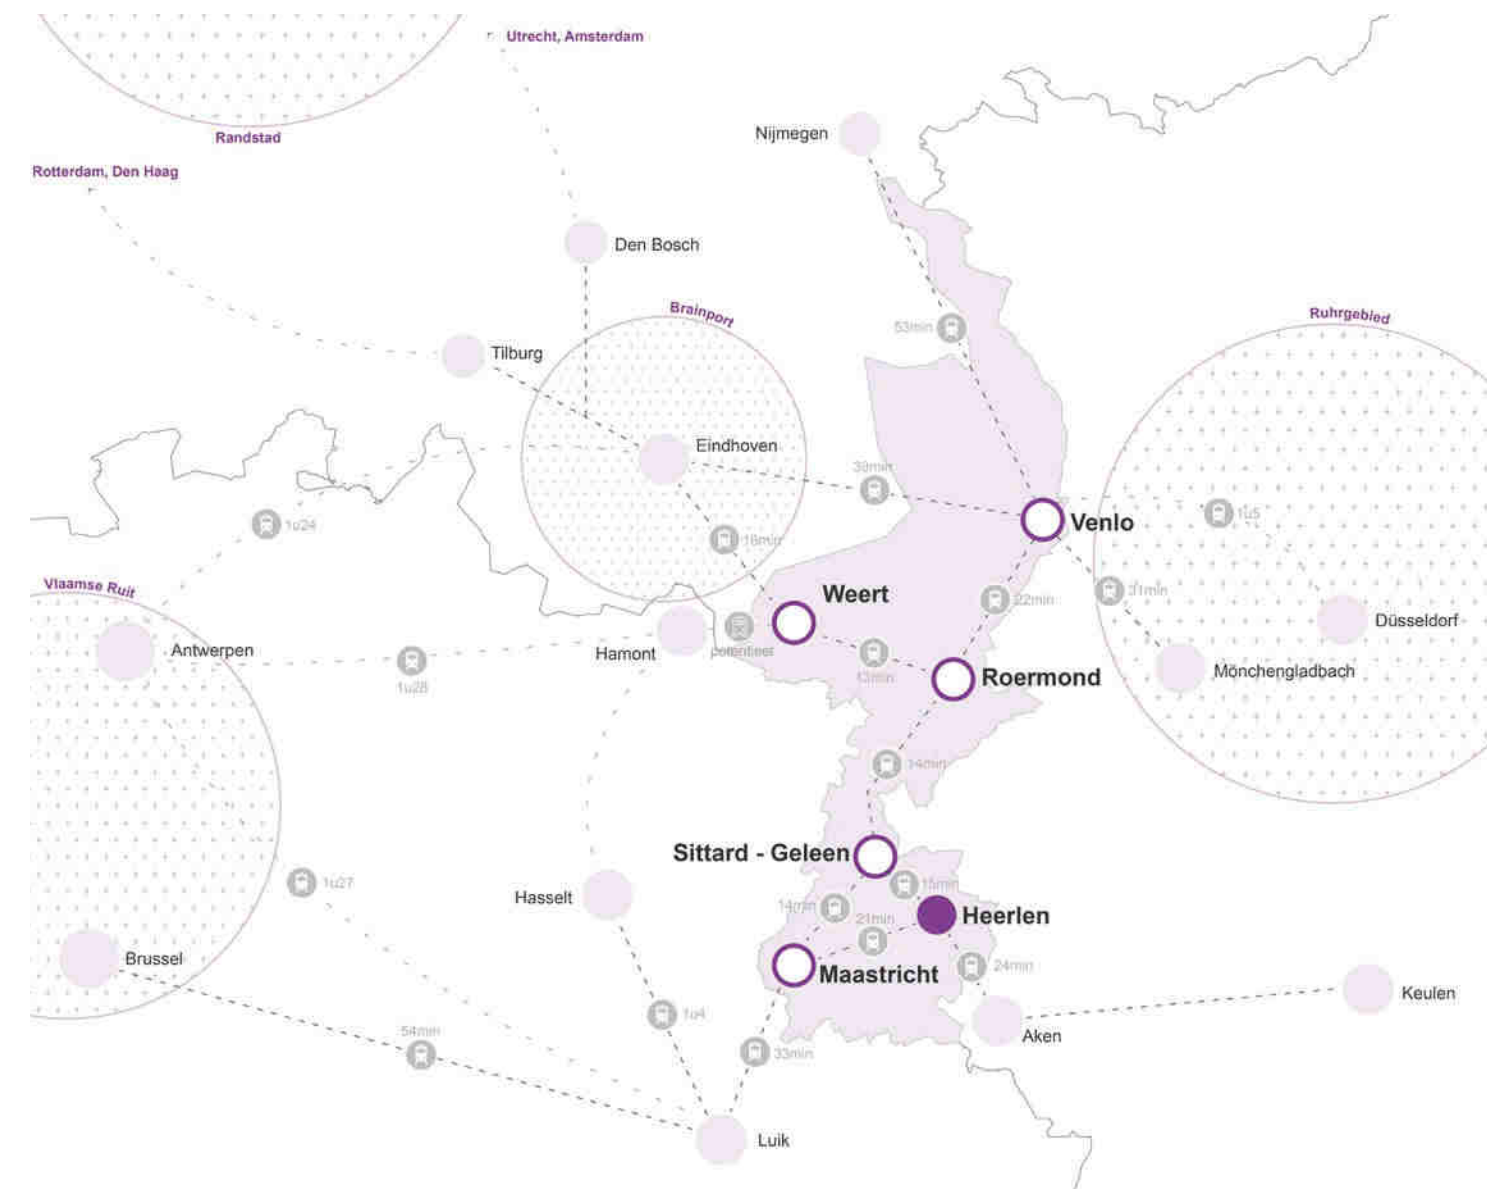 Utrecht, Amsterdam
Randstad
Nijmegen
Rotterdam, Den Haag
Den Bosch
Brainport
Ruhrgebied
53min
Tilburg
Eindhoven
39min
1u24
1u5
Venlo
16min
Vlaamse Ruit
31min
Weert
22min
Düsseldorf
Antwerpen
Hamont
potentieel
13min
Roermond
Mönchengladbach
1u28
14min
Sittard - Geleen
1u27
15min
Hasselt
14min
21min
Heerlen
Brussel
Maastricht
24min
Keulen
1u4
54min
33min
Aken
Luik